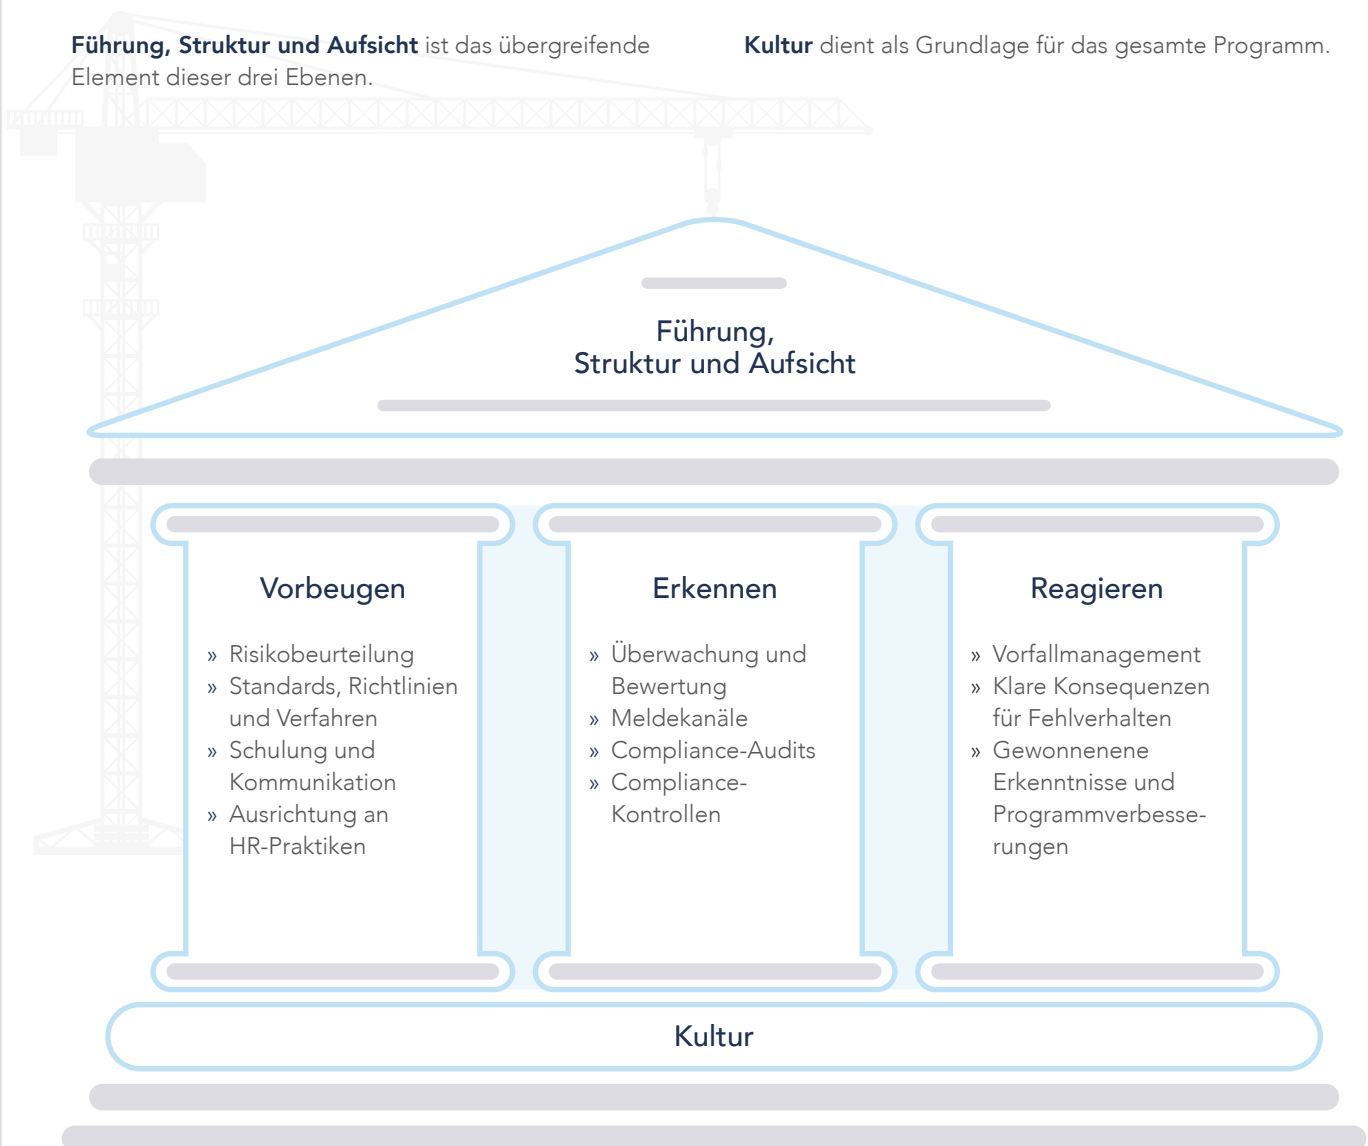 Führung, Struktur und Aufsicht ist das übergreifende
Element dieser drei Ebenen.
Kultur dient als Grundlage für das gesamte Programm.
Führung,
Struktur und Aufsicht
Vorbeugen
» Risikobeurteilung
» Standards, Richtlinien
und Verfahren
» Schulung und
Kommunikation
» Ausrichtung an
HR-Praktiken
Erkennen
» Überwachung und
Bewertung
» Meldekanäle
» Compliance-Audits
» Compliance-
Kontrollen
Reagieren
» Vorfallmanagement
» Klare Konsequenzen
für Fehlverhalten
» Gewonnenene
Erkenntnisse und
Programmverbesse-
rungen
Kultur